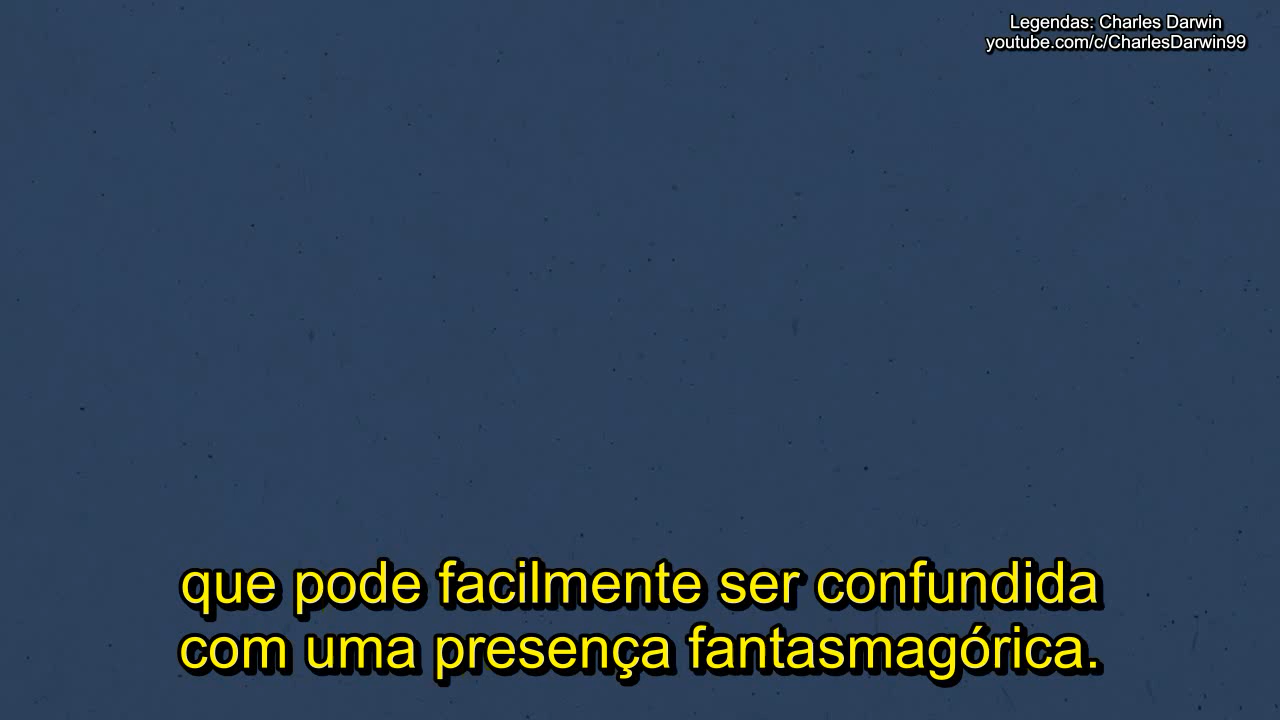 Legendas: Charles Darwin
youtube.com/c/CharlesDarwin99
que pode facilmente ser confundida
com uma presença fantasmagórica.